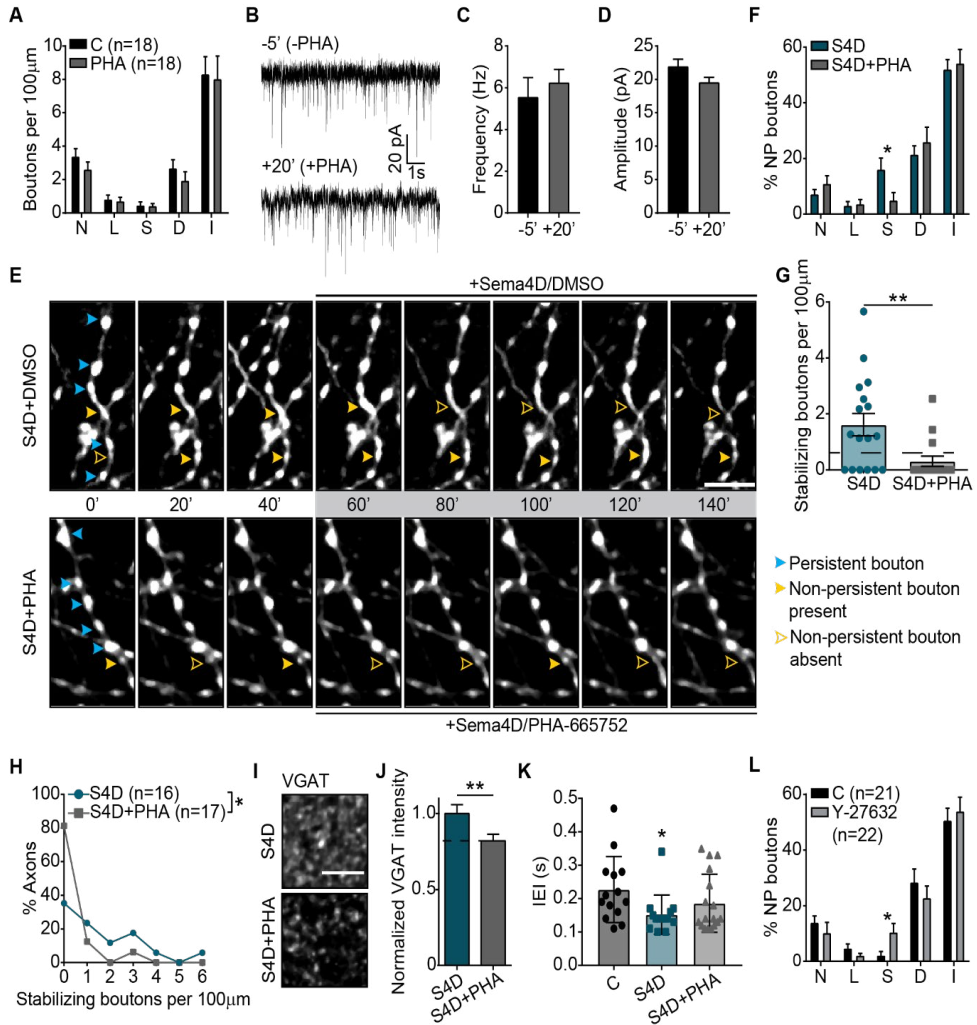 A
Boutons per 100µm
10
8
6
4
2
0
C (n=18)
PHA (n=18)
N L S D I
B
-5' (-PHA)
20 pA
1s
+20' (+PHA)
C
Frequency (Hz)
10.0
7.5
5.0
2.5
0.0
-5' +20'
D
Amplitude (pA)
25
20
15
10
5
0
-5' +20'
F
% NP boutons
60
40
20
0
S4D
S4D+PHA
*
N L S D I
E
+Sema4D/DMSO
S4D+DMSO
0' 20' 40' 60' 80' 100' 120' 140'
S4D+PHA
+Sema4D/PHA-665752
G
Stabilizing boutons per 100µm
6
4
2
0
**
S4D S4D+PHA
Persistent bouton
Non-persistent bouton
present
Non-persistent bouton
absent
H
% Axons
100
80
60
40
20
0
S4D (n=16)
S4D+PHA (n=17)
*
0 1 2 3 4 5 6
Stabilizing boutons per 100µm
I
VGAT
S4D
S4D+PHA
J
Normalized VGAT intensity
1.0
0.5
0
**
S4D
S4D+PHA
K
IEI (s)
0.5
0.4
0.3
0.2
0.1
0.0
*
C
S4D
S4D+PHA
L
% NP boutons
60
40
20
0
C (n=21)
Y-27632
(n=22)
*
N L S D I